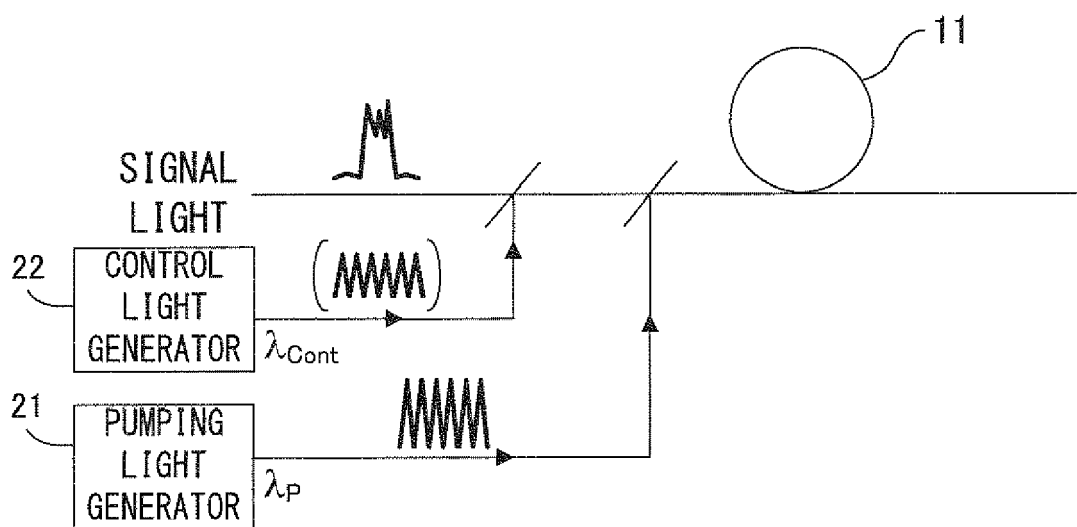 11
SIGNAL
LIGHT
22
CONTROL
LIGHT
GENERATOR
λCont
21
PUMPING
LIGHT
GENERATOR
λP